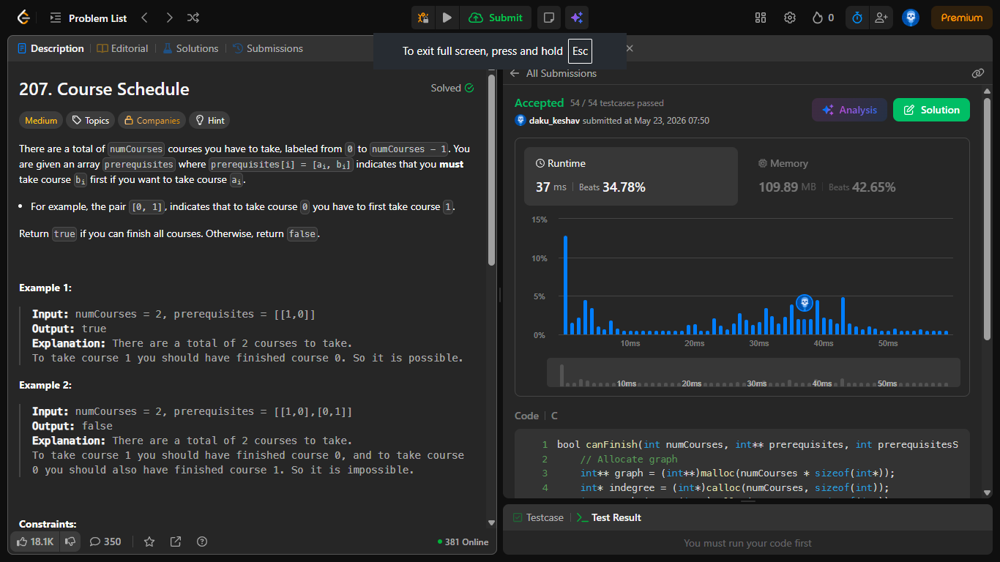 Problem List
Submit
0
Premium
To exit full screen, press and hold Esc
Description | Editorial | Solutions | Submissions
207. Course Schedule
Solved
Medium
Topics
Companies
Hint
There are a total of numCourses courses you have to take, labeled from 0 to numCourses - 1. You
are given an array prerequisites where prerequisites[i] = [ai, bi] indicates that you must
take course bi first if you want to take course ai.
• For example, the pair [0, 1], indicates that to take course 0 you have to first take course 1.
Return true if you can finish all courses. Otherwise, return false.
Example 1:
Input: numCourses = 2, prerequisites = [[1,0]]
Output: true
Explanation: There are a total of 2 courses to take.
To take course 1 you should have finished course 0. So it is possible.
Example 2:
Input: numCourses = 2, prerequisites = [[1,0],[0,1]]
Output: false
Explanation: There are a total of 2 courses to take.
To take course 1 you should have finished course 0, and to take course
0 you should also have finished course 1. So it is impossible.
Constraints:
18.1K
350
381 Online
All Submissions
Accepted 54 / 54 testcases passed
daku_keshav submitted at May 23, 2026 07:50
Analysis
Solution
Runtime
37 ms | Beats 34.78%
Memory
109.89 MB | Beats 42.65%
15%
10%
5%
0%
10ms 20ms 30ms 40ms 50ms
10ms 20ms 30ms 40ms 50ms
Code | C
1 bool canFinish(int numCourses, int** prerequisites, int prerequisitesS
2 // Allocate graph
3 int** graph = (int**)malloc(numCourses * sizeof(int*));
4 int* indegree = (int*)calloc(numCourses, sizeof(int));
Testcase | Test Result
You must run your code first